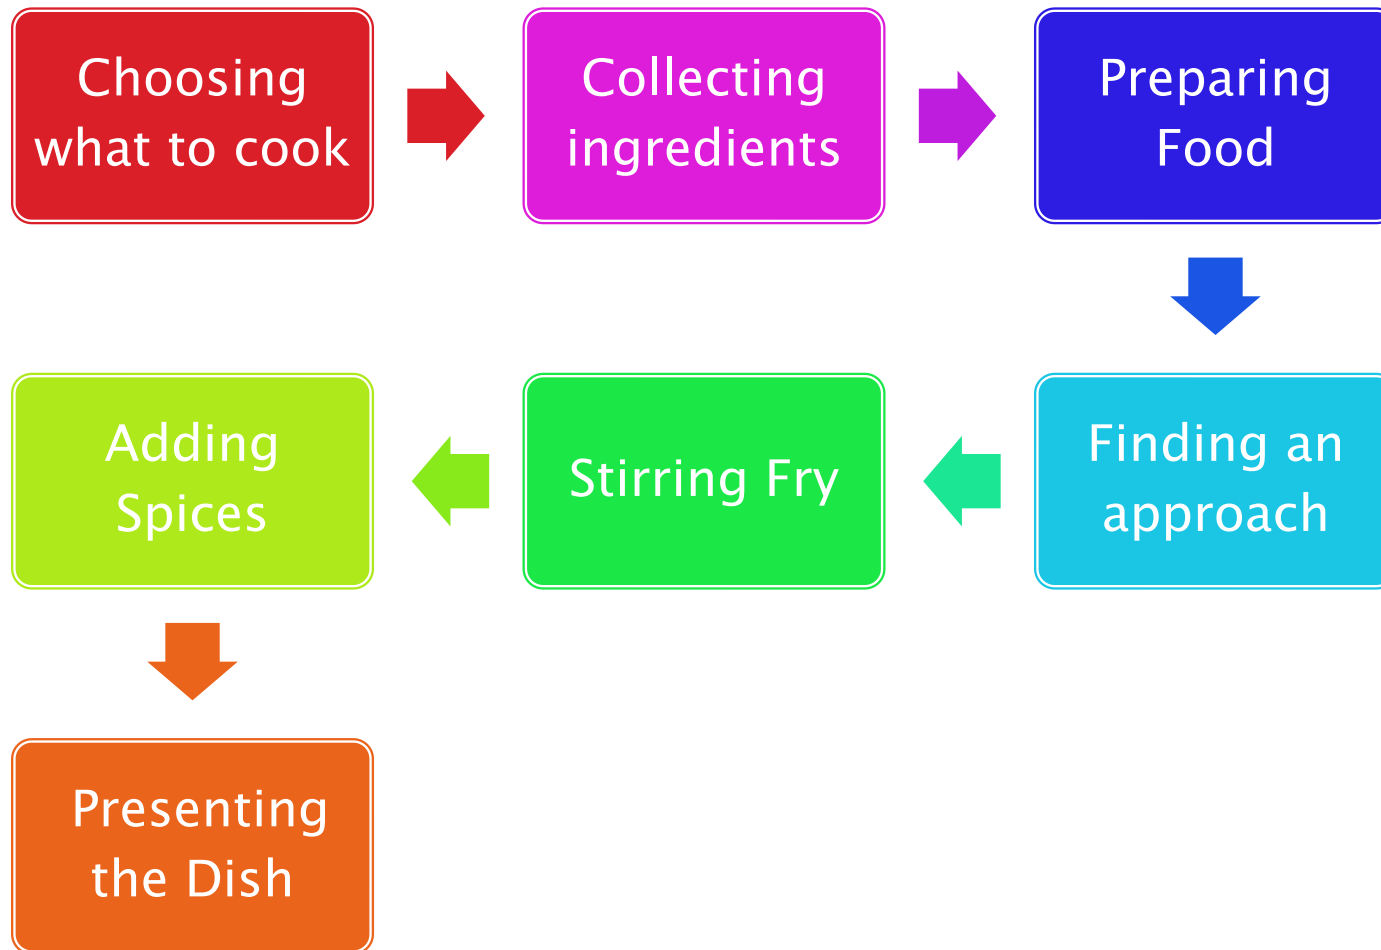 Choosing
what to cook
Collecting
ingredients
Preparing
Food
Finding an
approach
Stirring Fry
Adding
Spices
Presenting
the Dish